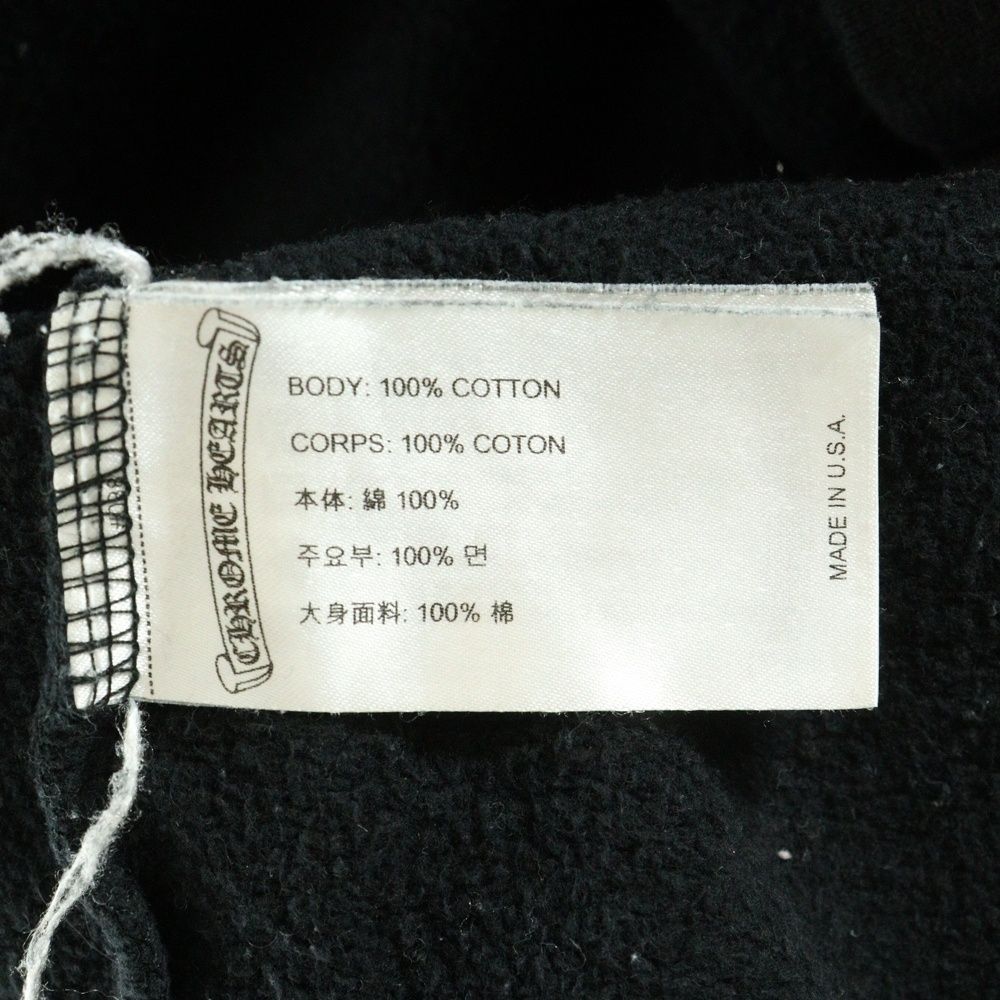 CHROME HEARTS
BODY: 100% COTTON
CORPS: 100% COTON
本体: 綿 100%
주요부: 100% 면
大身面料: 100% 棉
MADE IN U.S.A.